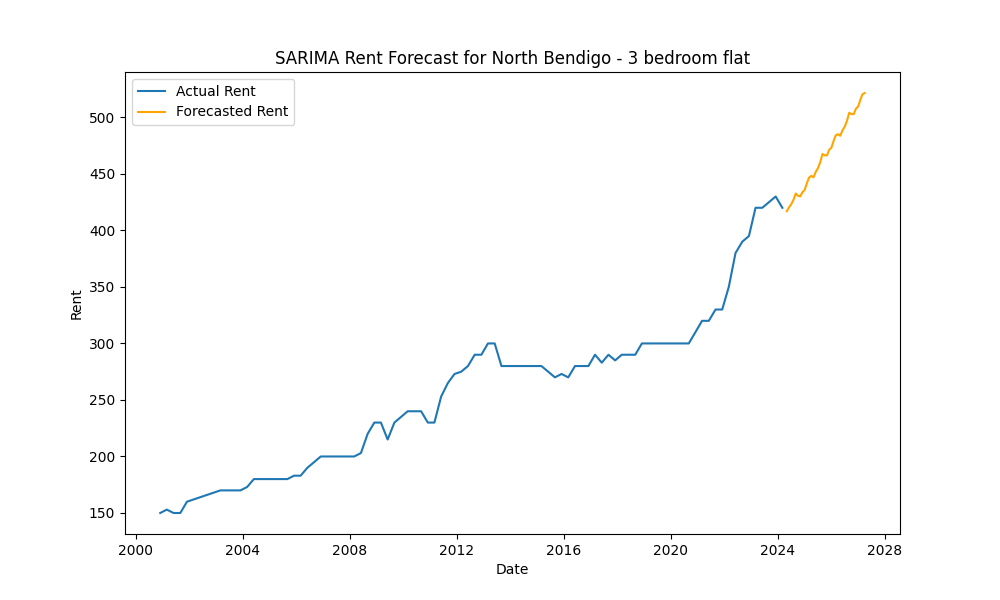 SARIMA Rent Forecast for North Bendigo - 3 bedroom flat
Actual Rent
Forecasted Rent
500
450
400
350
300
250
200
150
Rent
2000 2004 2008 2012 2016 2020 2024 2028
Date